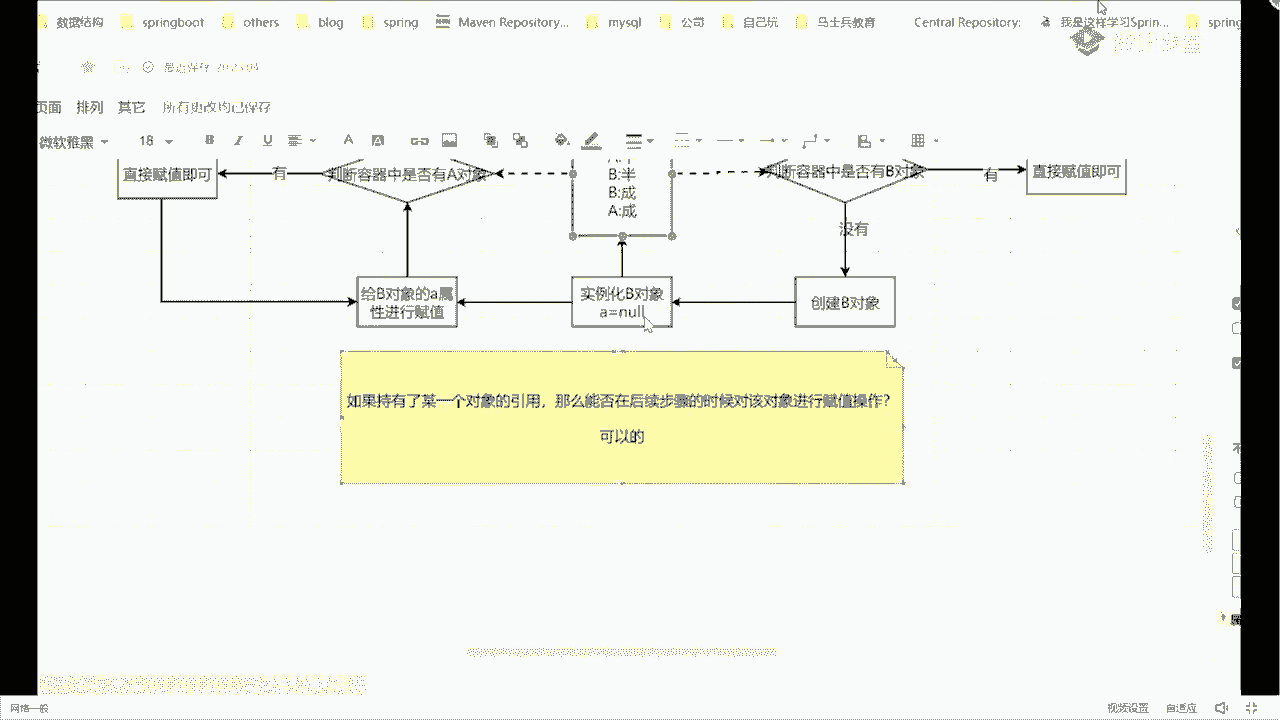 数据结构 springboot others blog spring Maven Repository... mysql 公司 自己玩 马士兵教育 Central Repository: 我是这样学习Sprin... spring
页面 排列 其它 所有更改均已保存
微软雅黑 18
直接赋值即可
有
判断容器中是否有A对象
B:半
B:成
A:成
判断容器中是否有B对象
有
直接赋值即可
没有
给B对象的a属
性进行赋值
实例化B对象
a=null
创建B对象
如果持有了某一个对象的引用，那么能否在后续步骤的时候对该对象进行赋值操作?
可以的
网络一般 视频设置 自适应